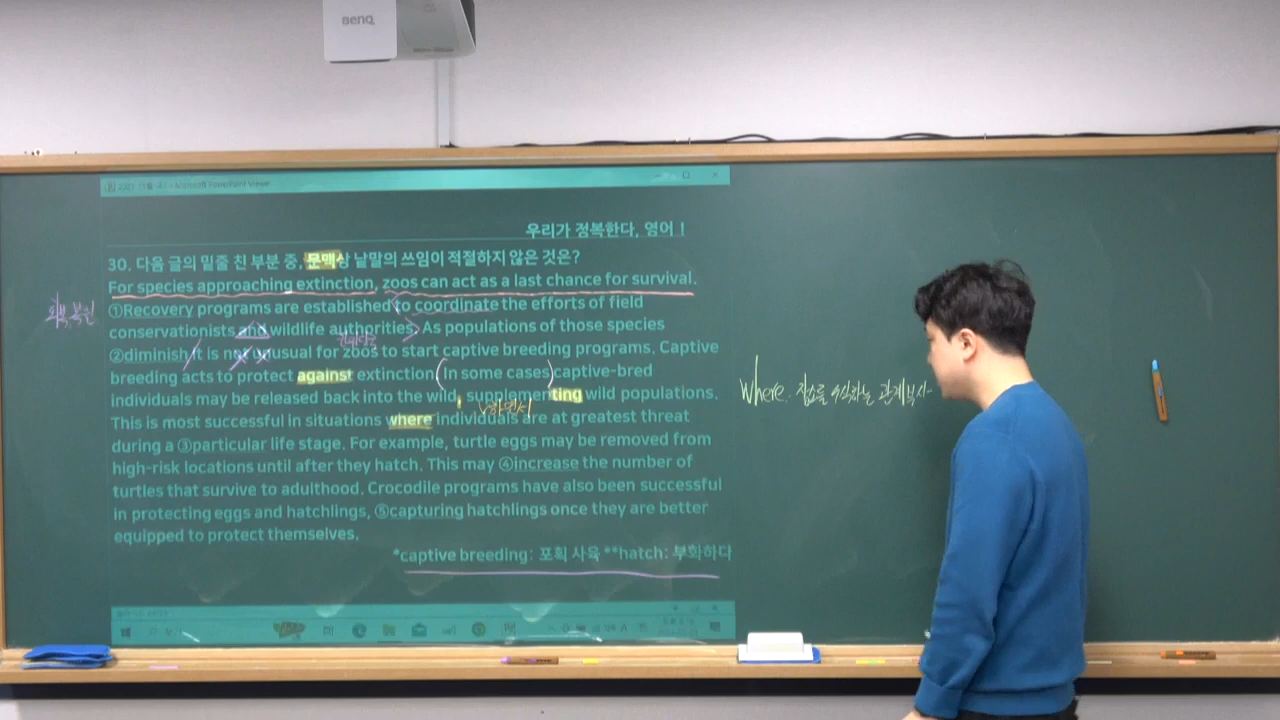 BenQ
Microsoft PowerPoint Viewer
우리가 정복한다, 영어 !
30. 다음 글의 밑줄 친 부분 중, 문맥상 낱말의 쓰임이 적절하지 않은 것은?
For species approaching extinction, zoos can act as a last chance for survival.
①Recovery programs are established to coordinate the efforts of field
회복, 복원
conservationists and wildlife authorities. As populations of those species
②diminish it is not unusual for zoos to start captive breeding programs. Captive
breeding acts to protect against extinction. In some cases captive-bred
individuals may be released back into the wild, supplementing wild populations.
하면서
This is most successful in situations where individuals are at greatest threat
during a ③particular life stage. For example, turtle eggs may be removed from
high-risk locations until after they hatch. This may ④increase the number of
turtles that survive to adulthood. Crocodile programs have also been successful
in protecting eggs and hatchlings, ⑤capturing hatchlings once they are better
equipped to protect themselves.
*captive breeding: 포획 사육 **hatch: 부화하다
Where: 장소를 수식하는 관계부사